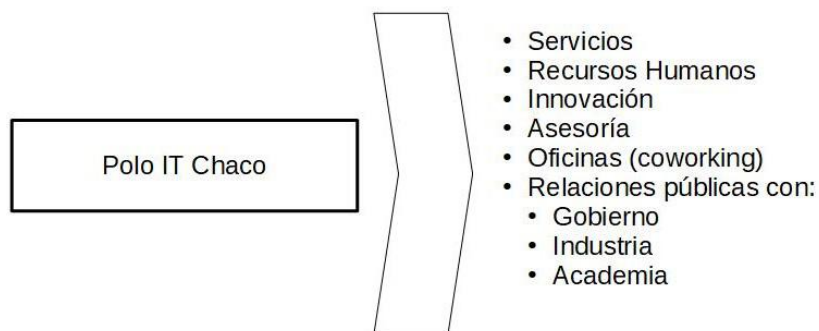 Polo IT Chaco
• Servicios
• Recursos Humanos
• Innovación
• Asesoría
• Oficinas (coworking)
• Relaciones públicas con:
• Gobierno
• Industria
• Academia